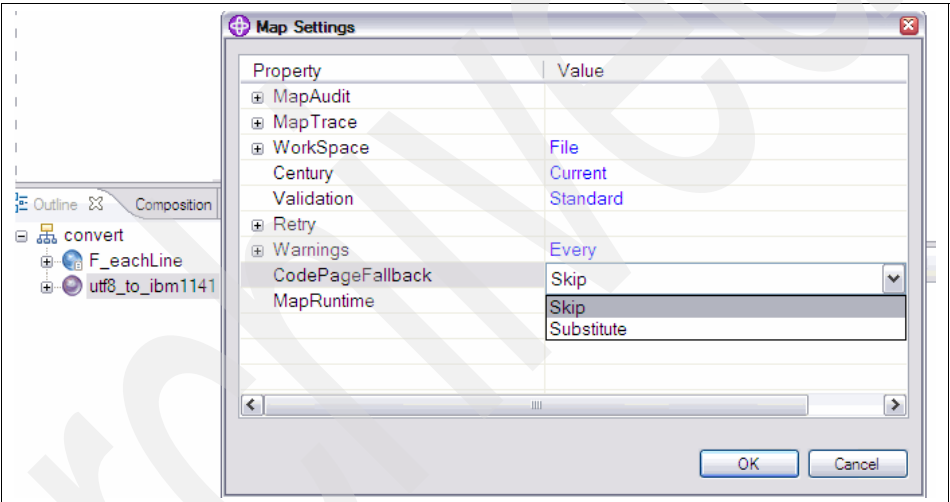 Map Settings
Property Value
MapAudit
MapTrace
WorkSpace File
Century Current
Validation Standard
Retry
Warnings Every
CodePageFallback Skip
MapRuntime Skip
Substitute
Outline Composition
convert
F_eachLine
utf8_to_ibm1141
OK Cancel